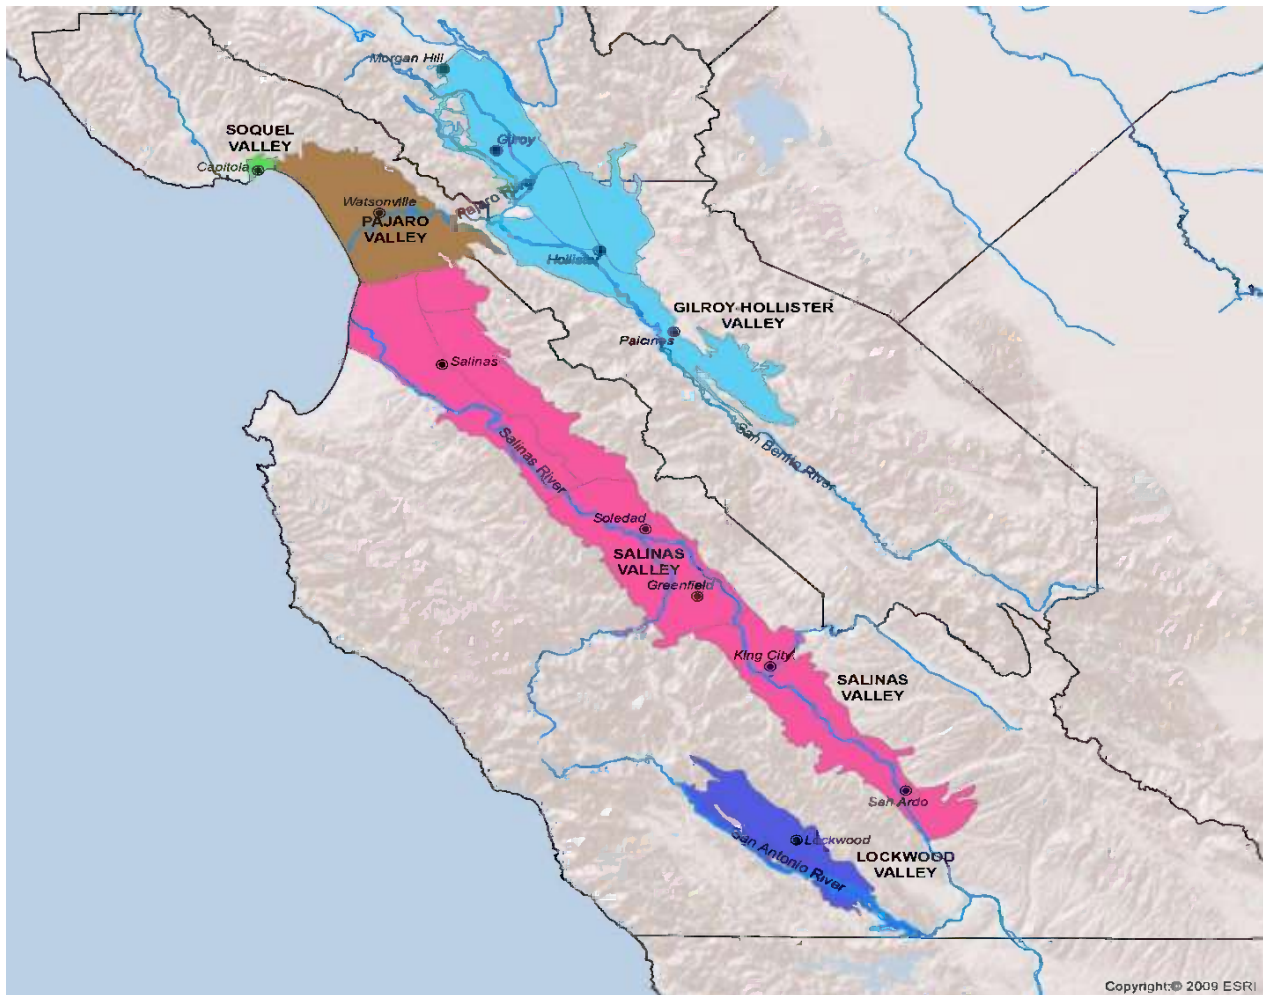 Morgan Hill
SOQUEL
VALLEY
Gilroy
Capitola
Pajaro River
Watsonville
PAJARO
VALLEY
Hollister
GILROY-HOLLISTER
VALLEY
Paicines
Salinas
San Benito River
Salinas River
Soledad
SALINAS
VALLEY
Greenfield
King City
SALINAS
VALLEY
San Ardo
Lockwood
San Antonio River
LOCKWOOD
VALLEY
Copyright:© 2009 ESRI